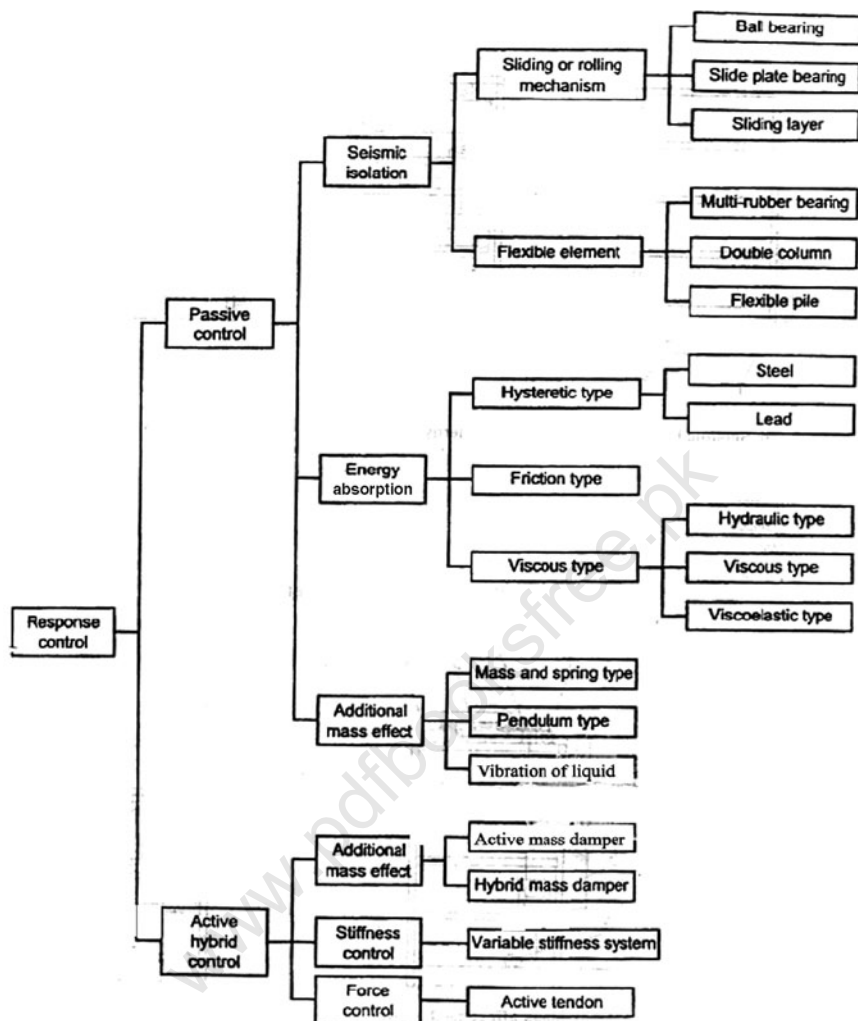 Ball bearing
Sliding or rolling
mechanism
Slide plate bearing
Sliding layer
Seismic
isolation
Multi-rubber bearing
Flexible element
Double column
Flexible pile
Passive
control
Steel
Hysteretic type
Lead
Energy
absorption
Friction type
Hydraulic type
Viscous type
Viscous type
Viscoelastic type
Response
control
Mass and spring type
Additional
mass effect
Pendulum type
Vibration of liquid
Additional
mass effect
Active mass damper
Hybrid mass damper
Active
hybrid
control
Stiffness
control
Variable stiffness system
Force
control
Active tendon
www.pdfbooksfree.pk